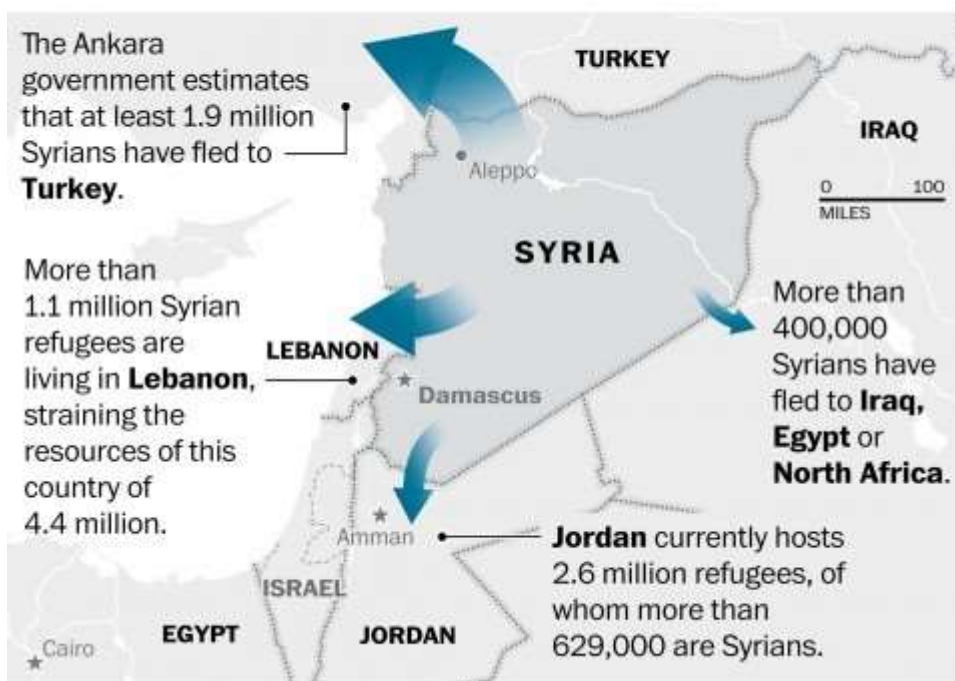 The Ankara
government estimates
that at least 1.9 million
Syrians have fled to
Turkey.
TURKEY
IRAQ
Aleppo
0 100
MILES
SYRIA
More than
1.1 million Syrian
refugees are
living in Lebanon,
straining the
resources of this
country of
4.4 million.
LEBANON
Damascus
More than
400,000
Syrians have
fled to Iraq,
Egypt or
North Africa.
Amman
Jordan currently hosts
2.6 million refugees, of
whom more than
629,000 are Syrians.
ISRAEL
EGYPT
JORDAN
Cairo